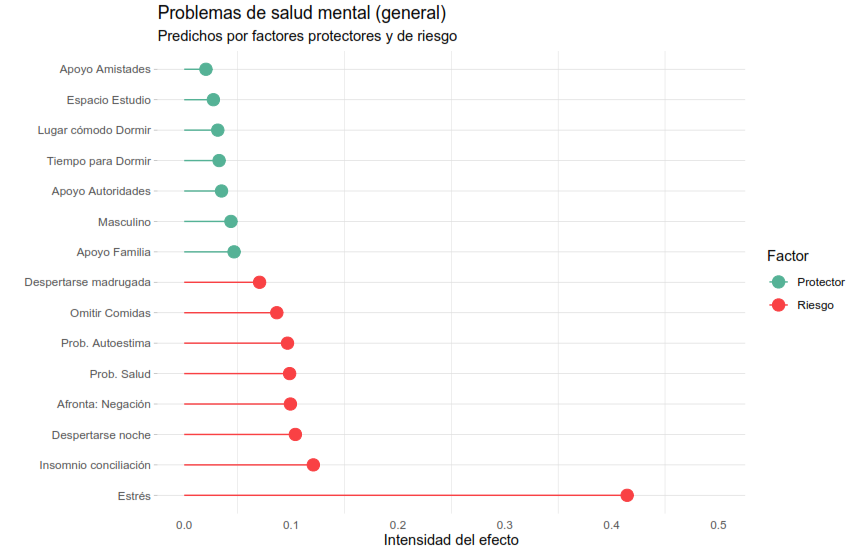 Problemas de salud mental (general)
Predichos por factores protectores y de riesgo
Apoyo Amistades
Espacio Estudio
Lugar cómodo Dormir
Tiempo para Dormir
Apoyo Autoridades
Masculino
Apoyo Familia
Despertarse madrugada
Omitir Comidas
Prob. Autoestima
Prob. Salud
Afronta: Negación
Despertarse noche
Insomnio conciliación
Estrés
0.0 0.1 0.2 0.3 0.4 0.5
Intensidad del efecto
Factor
Protector
Riesgo